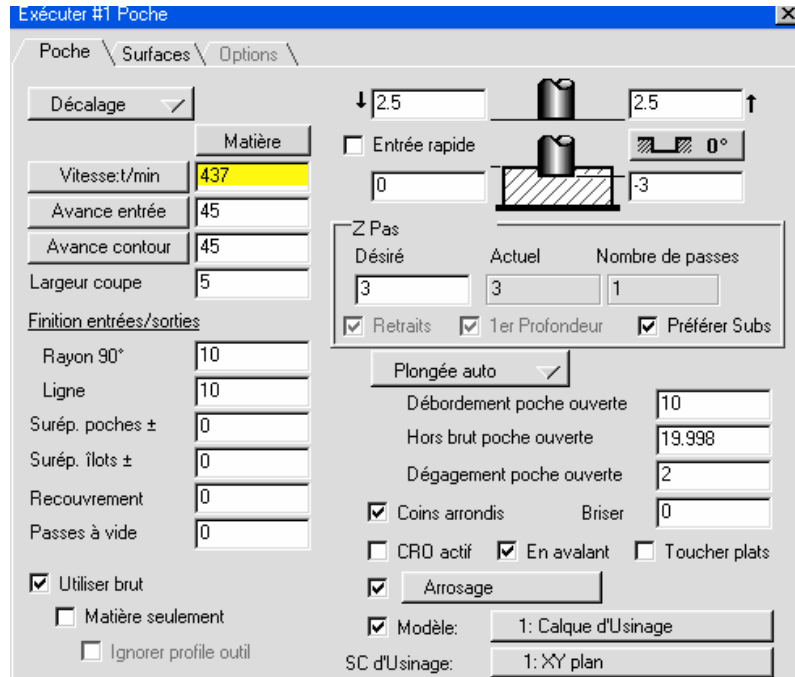 Exécuter #1 Poche
Poche
Surfaces
Options
Décalage
Matière
Vitesse:t/min 437
Avance entrée 45
Avance contour 45
Largeur coupe 5
Finition entrées/sorties
Rayon 90° 10
Ligne 10
Surép. poches ± 0
Surép. îlots ± 0
Recouvrement 0
Passes à vide 0
Utiliser brut
Matière seulement
Ignorer profile outil
2.5 2.5
Entrée rapide
0°
0 -3
Z Pas
Désiré Actuel Nombre de passes
3 3 1
Retraits 1er Profondeur Préférer Subs
Plongée auto
Débordement poche ouverte 10
Hors brut poche ouverte 19.998
Dégagement poche ouverte 2
Coins arrondis Briser 0
CRO actif En avalant Toucher plats
Arrosage
Modèle: 1: Calque d'Usinage
SC d'Usinage: 1: XY plan